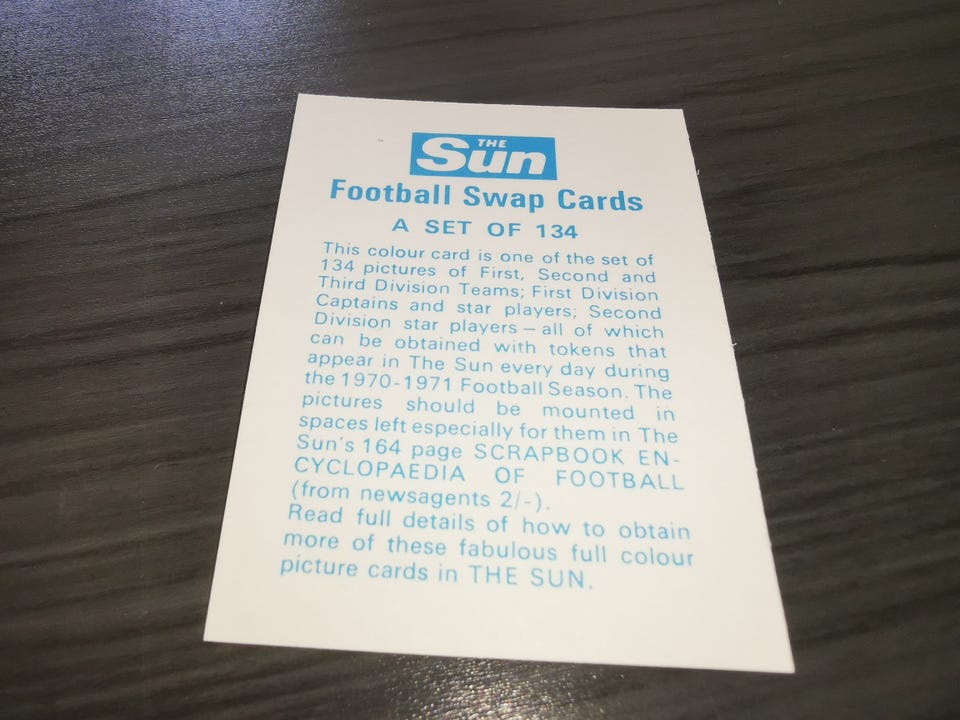 THE
Sun
Football Swap Cards
A SET OF 134
This colour card is one of the set of
134 pictures of First, Second and
Third Division Teams; First Division
Captains and star players; Second
Division star players – all of which
can be obtained with tokens that
appear in The Sun every day during
the 1970-1971 Football Season. The
pictures should be mounted in
spaces left especially for them in The
Sun's 164 page SCRAPBOOK EN-
CYCLOPAEDIA OF FOOTBALL
(from newsagents 2/-).
Read full details of how to obtain
more of these fabulous full colour
picture cards in THE SUN.